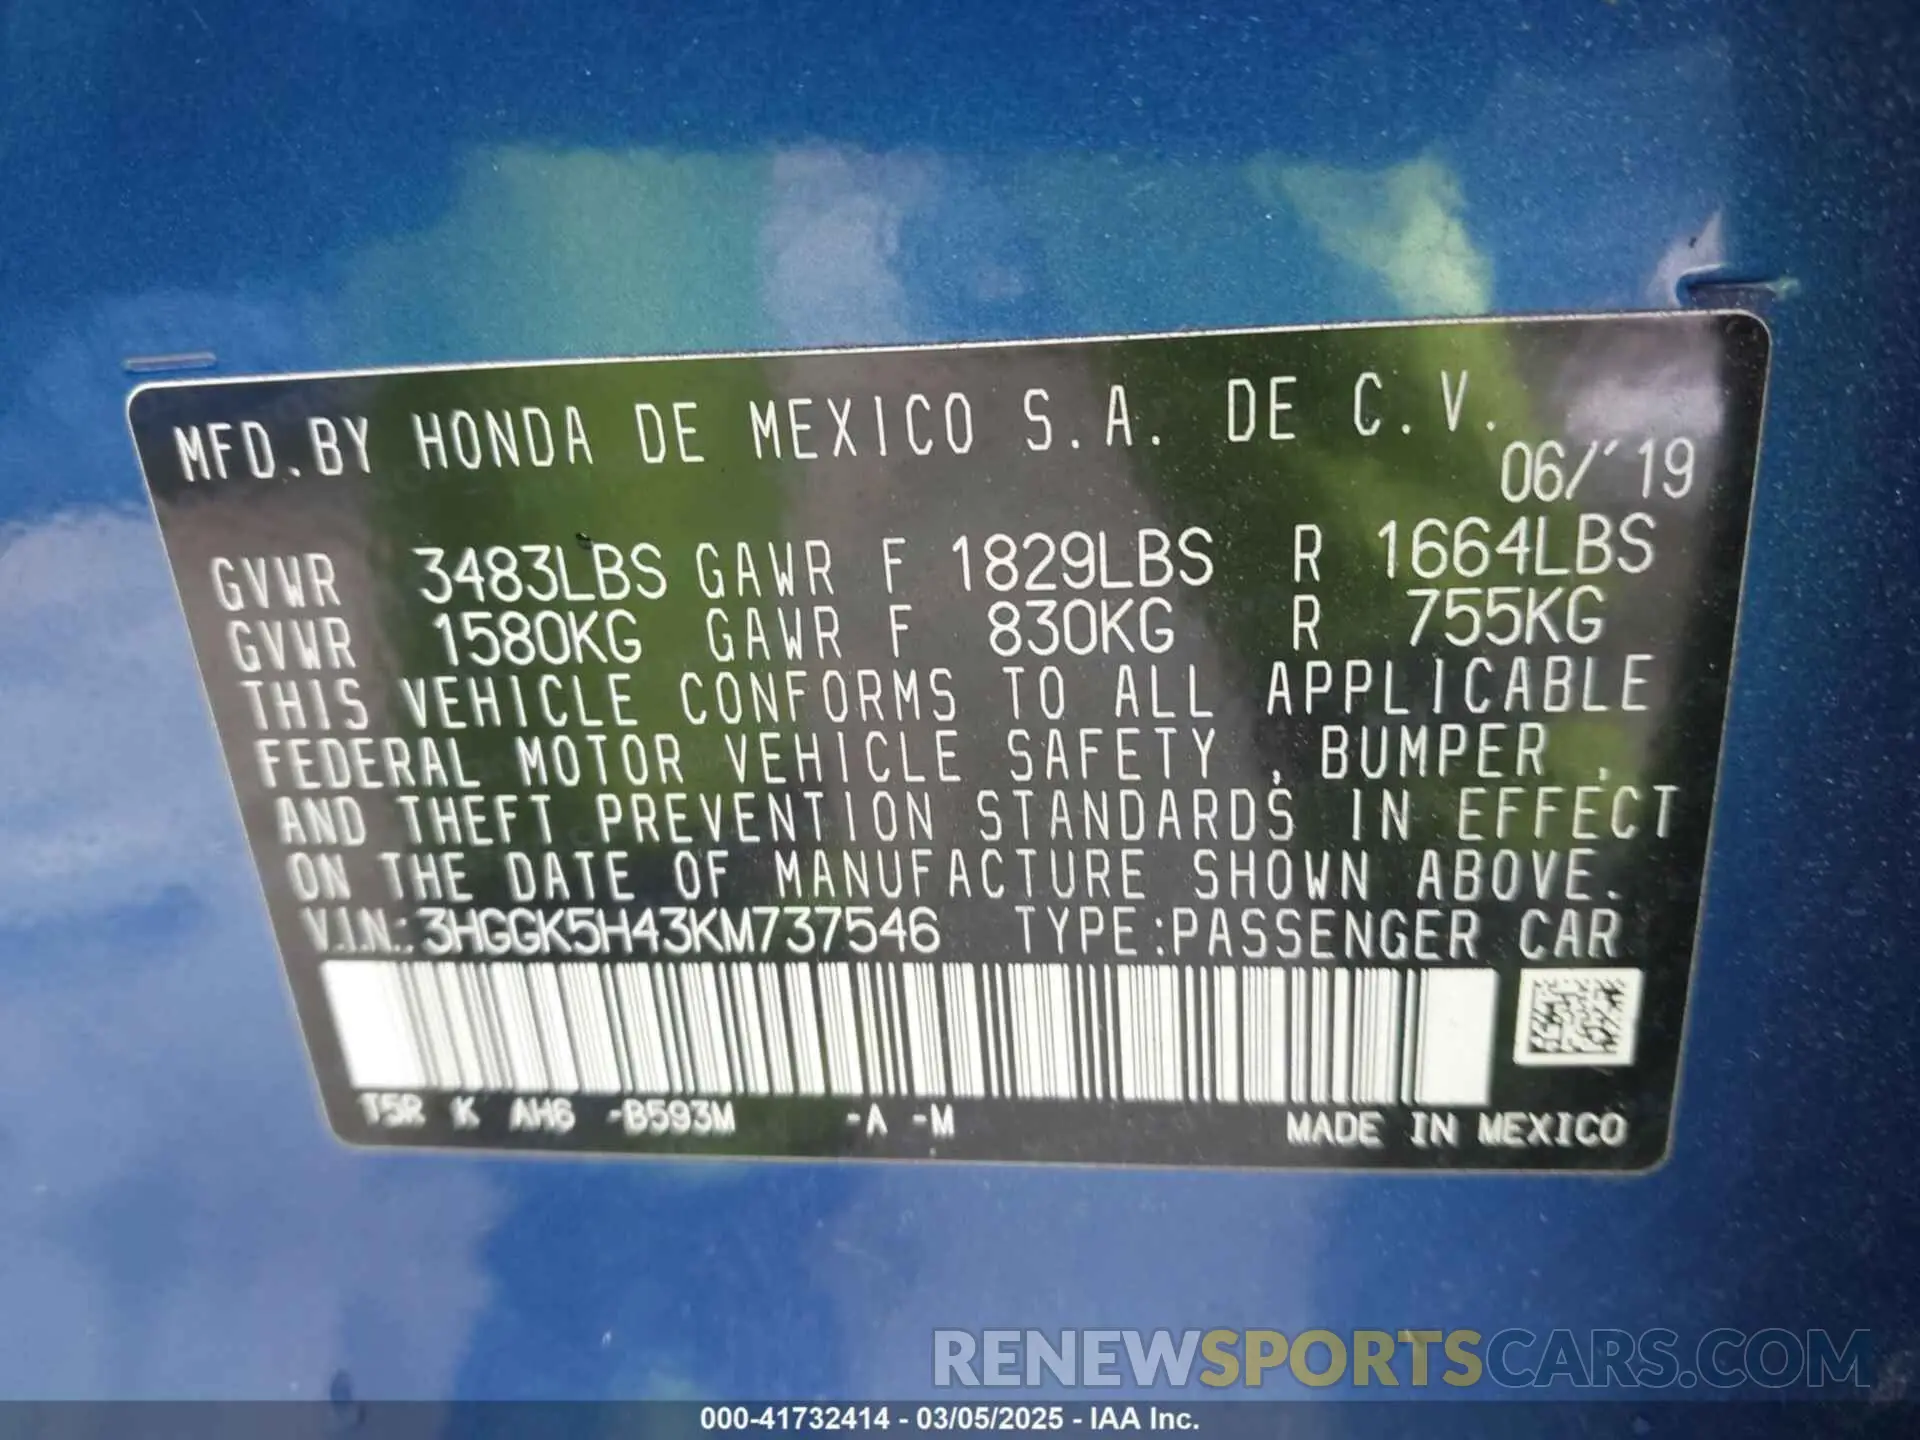 MFD.BY HONDA DE MEXICO S.A. DE C.V.
06/'19
GVWR 3483LBS GAWR F 1829LBS R 1664LBS
GVWR 1580KG GAWR F 830KG R 755KG
THIS VEHICLE CONFORMS TO ALL APPLICABLE
FEDERAL MOTOR VEHICLE SAFETY , BUMPER ,
AND THEFT PREVENTION STANDARDS IN EFFECT
ON THE DATE OF MANUFACTURE SHOWN ABOVE.
V.I.N.:3HGGK5H43KM737546 TYPE:PASSENGER CAR
T5R K AH6 -B593M -A -M MADE IN MEXICO
RENEWSPORTSCARS.COM
000-41732414 - 03/05/2025 - IAA Inc.